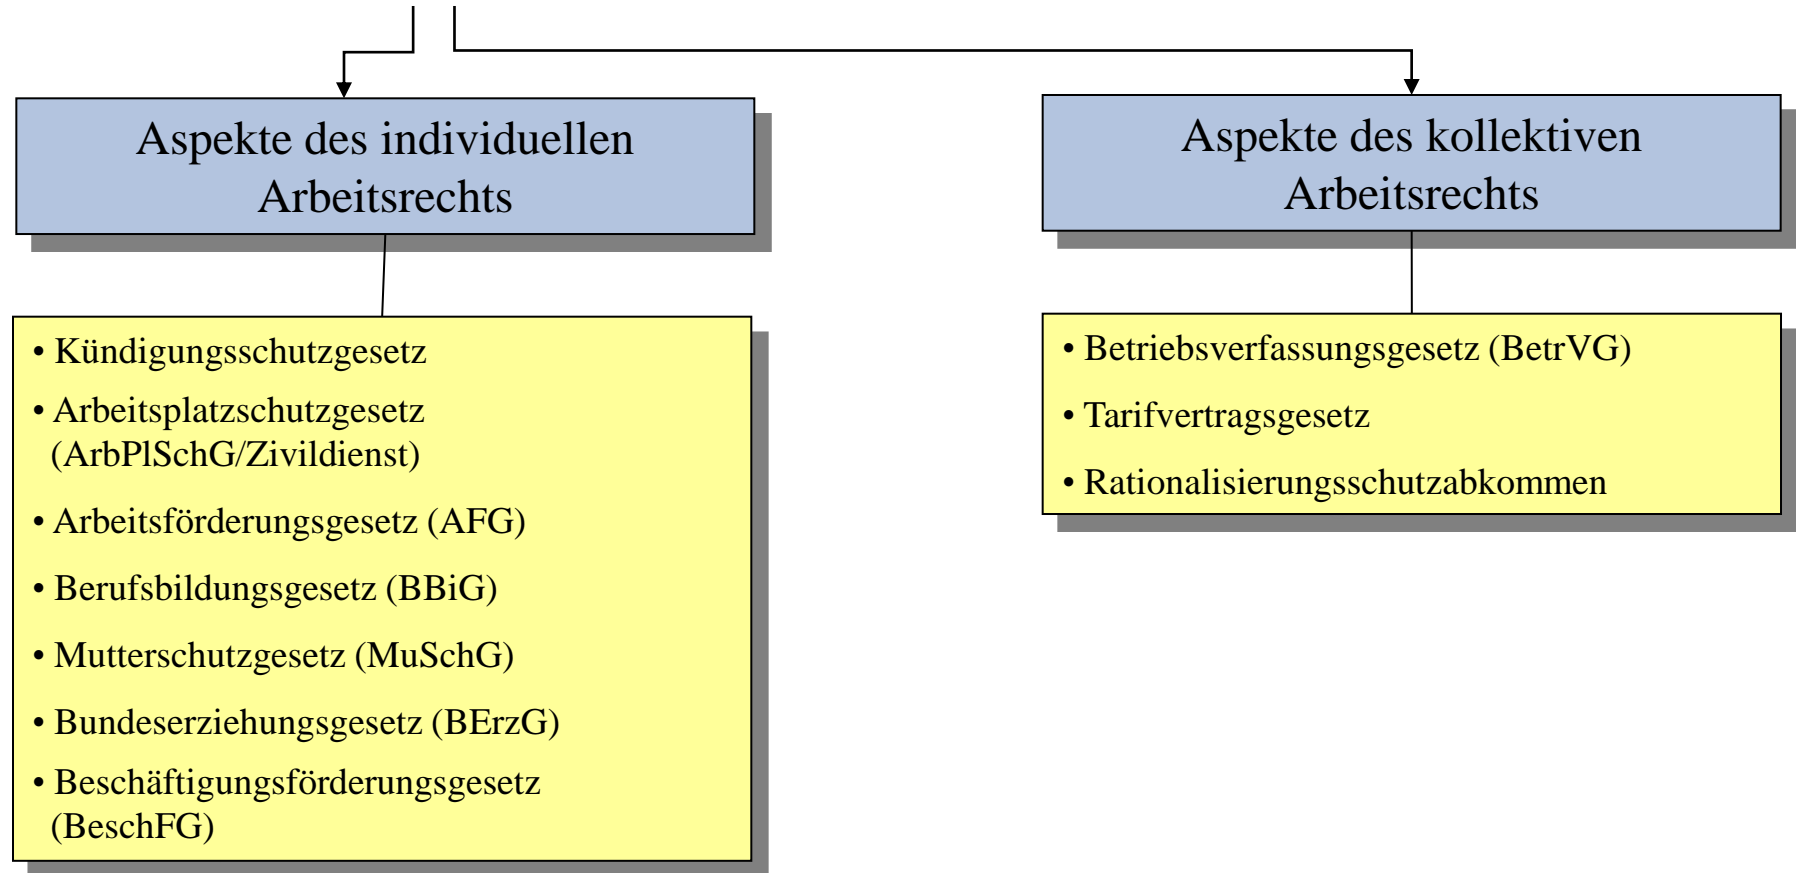 Aspekte des individuellen
Arbeitsrechts
• Kündigungsschutzgesetz
• Arbeitsplatzschutzgesetz
(ArbPlSchG/Zivildienst)
• Arbeitsförderungsgesetz (AFG)
• Berufsbildungsgesetz (BBiG)
• Mutterschutzgesetz (MuSchG)
• Bundeserziehungsgesetz (BErzG)
• Beschäftigungsförderungsgesetz
(BeschFG)
Aspekte des kollektiven
Arbeitsrechts
• Betriebsverfassungsgesetz (BetrVG)
• Tarifvertragsgesetz
• Rationalisierungsschutzabkommen